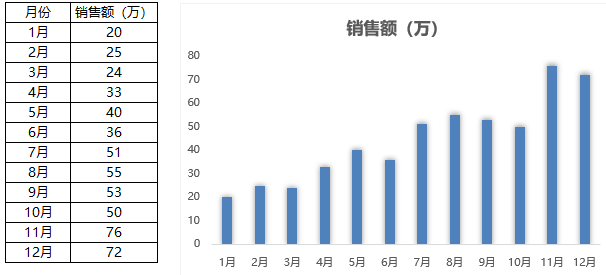 月份 销售额（万）
1月 20
2月 25
3月 24
4月 33
5月 40
6月 36
7月 51
8月 55
9月 53
10月 50
11月 76
12月 72
销售额（万）
80
70
60
50
40
30
20
10
0
1月 2月 3月 4月 5月 6月 7月 8月 9月 10月 11月 12月